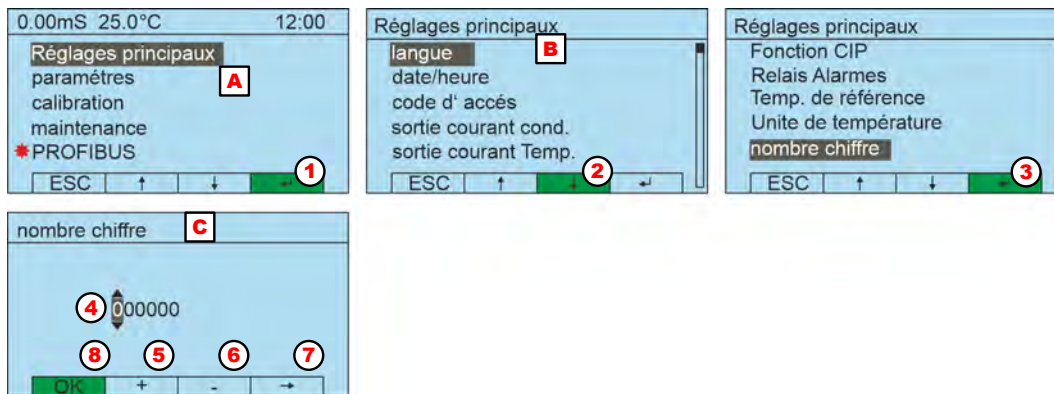 0.00mS 25.0°C 12:00
Réglages principaux
A
paramétres
calibration
maintenance
PROFIBUS
1
ESC ↑ ↓ ↵
Réglages principaux
B
langue
date/heure
code d' accés
sortie courant cond.
sortie courant Temp.
ESC ↑ ↓ 2 ↵
Réglages principaux
Fonction CIP
Relais Alarmes
Temp. de référence
Unite de température
nombre chiffre
ESC ↑ ↓ ↵ 3
nombre chiffre C
4 000000
8 5 6 7
OK + - →